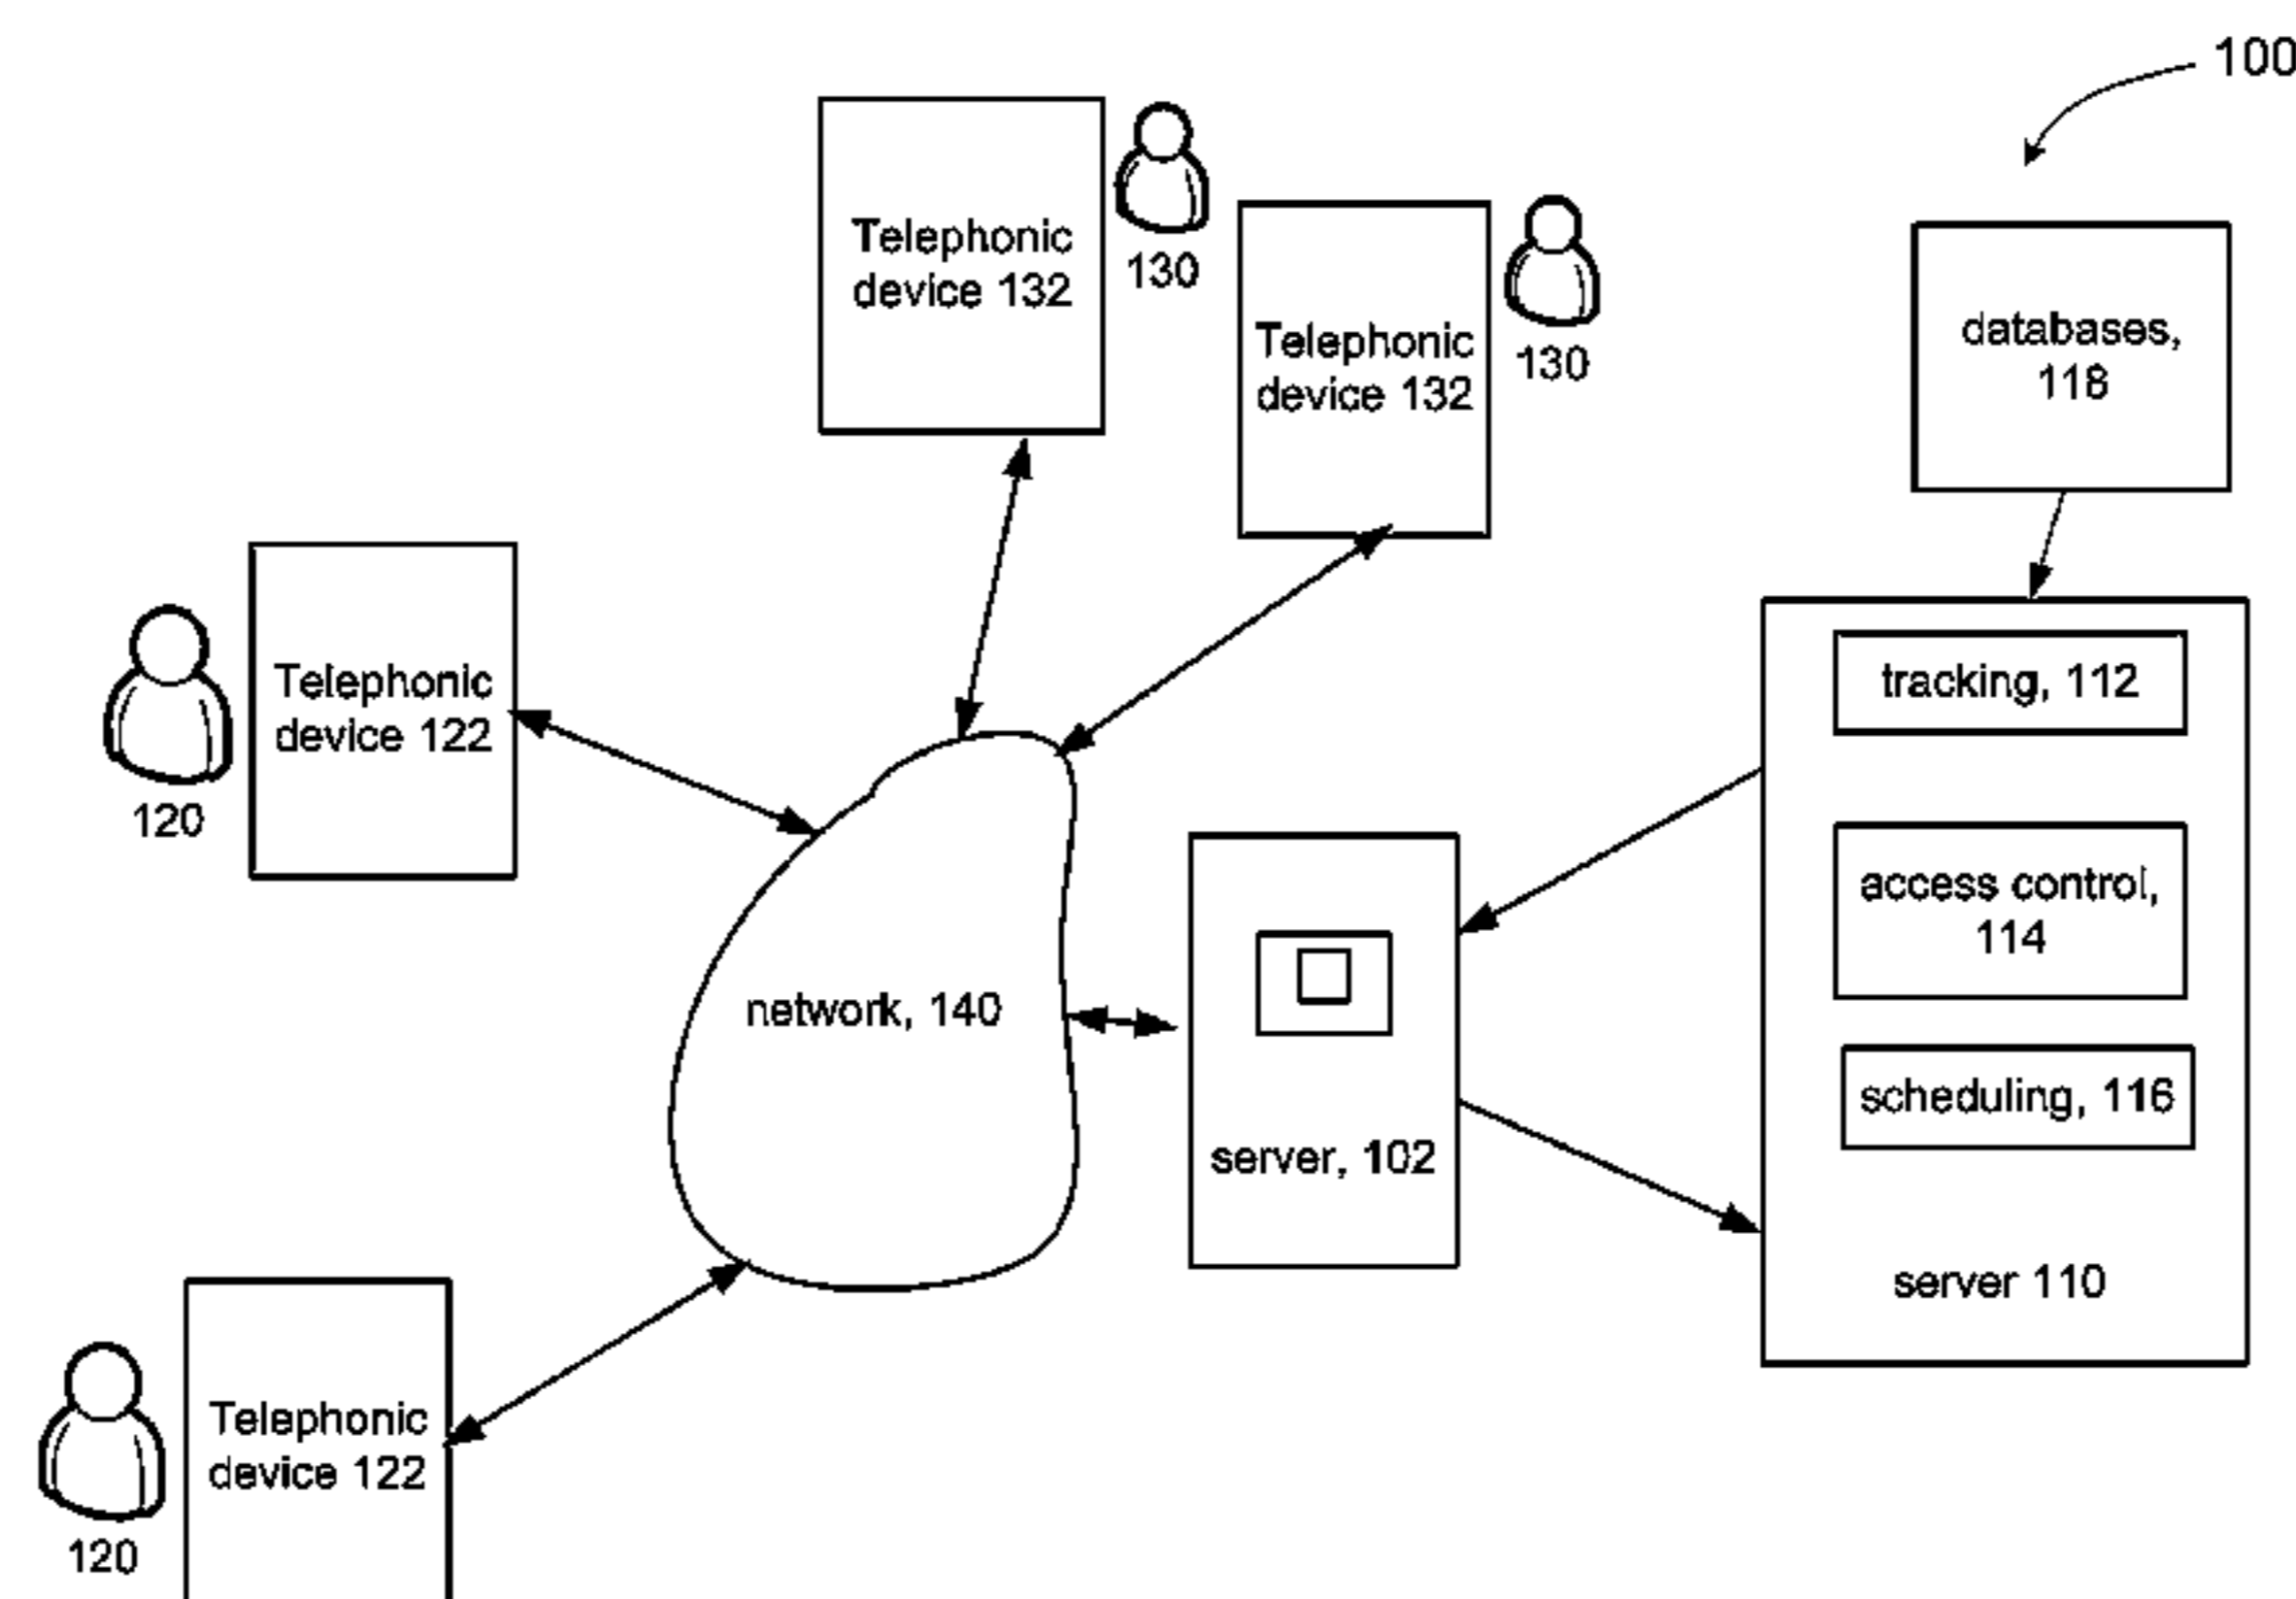 100
Telephonic
device 132
130
Telephonic
device 132
130
databases,
118
Telephonic
device 122
120
tracking, 112
access control,
114
network, 140
scheduling, 116
server, 102
server 110
Telephonic
device 122
120